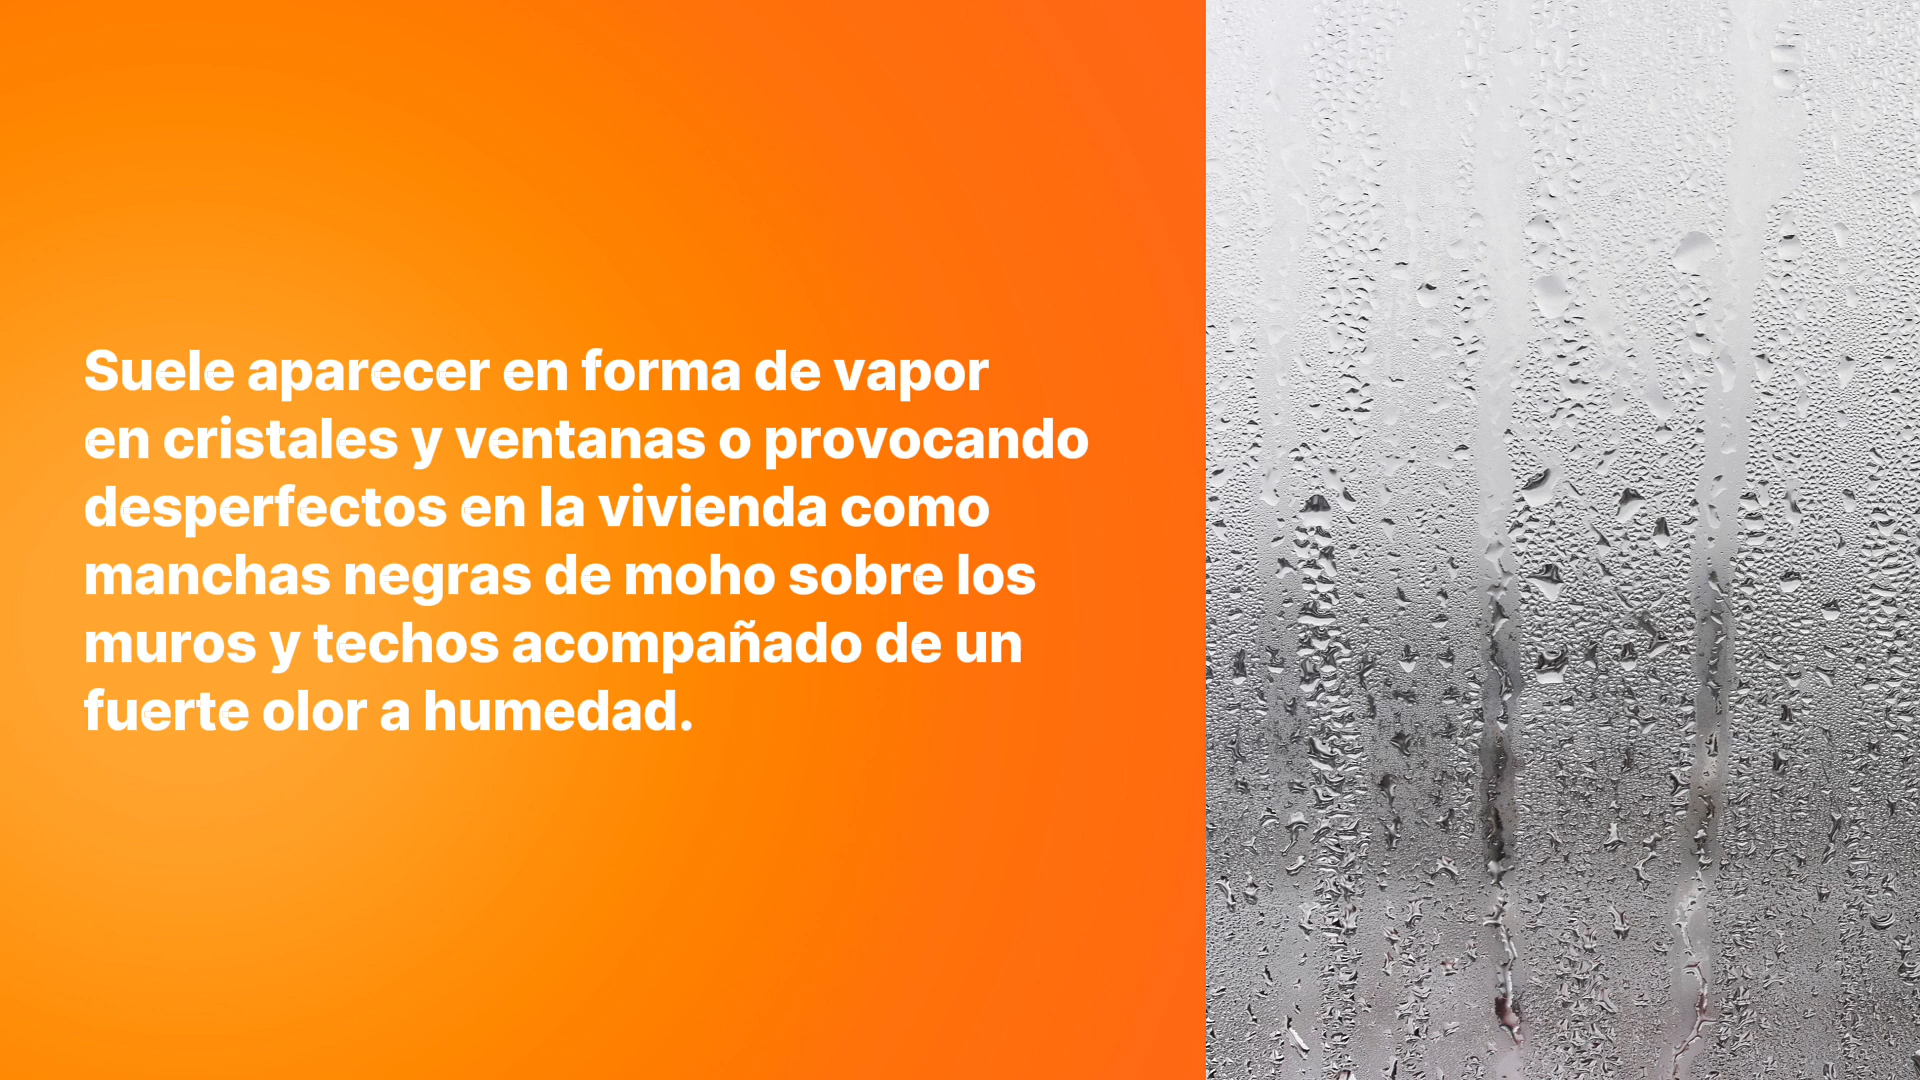 Suele aparecer en forma de vapor
en cristales y ventanas o provocando
desperfectos en la vivienda como
manchas negras de moho sobre los
muros y techos acompañado de un
fuerte olor a humedad.